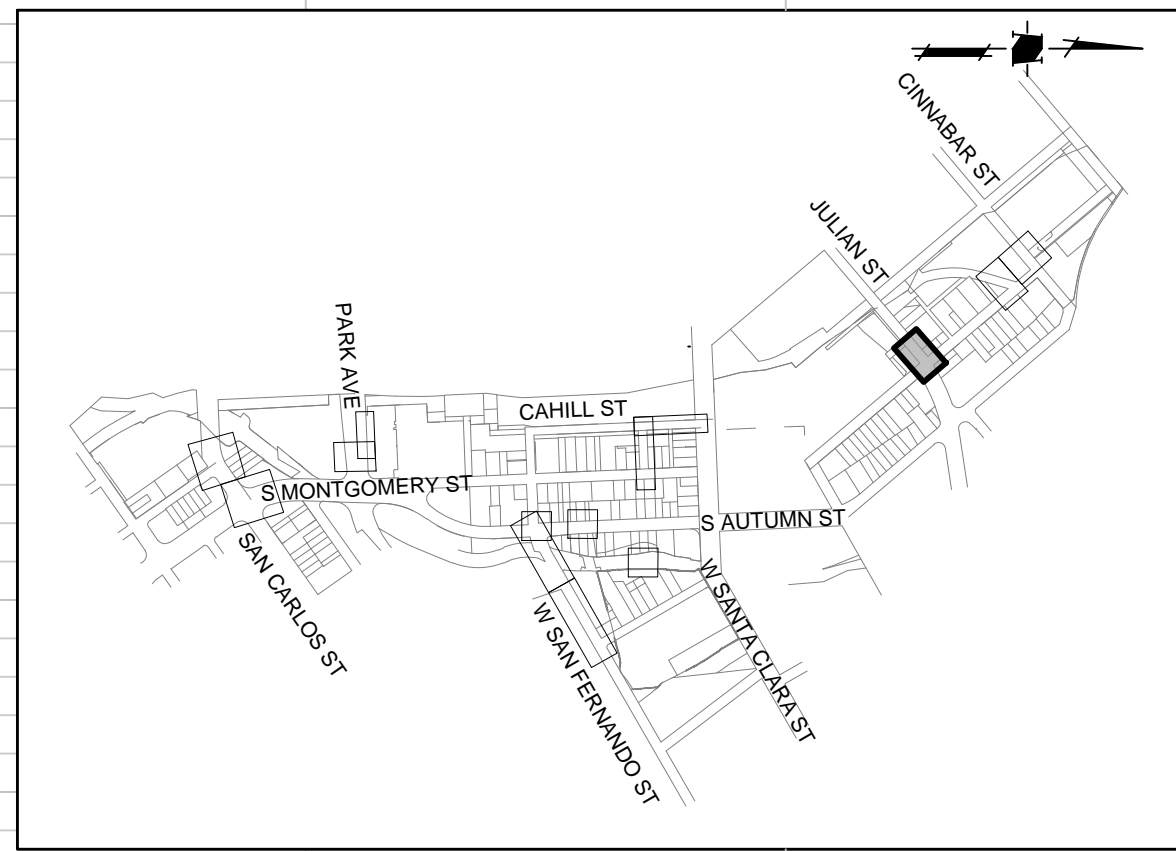 CINNABAR ST
JULIAN ST
PARK AVE
CAHILL ST
S MONTGOMERY ST
S AUTUMN ST
SAN CARLOS ST
W SANTA CLARA ST
W SAN FERNANDO ST